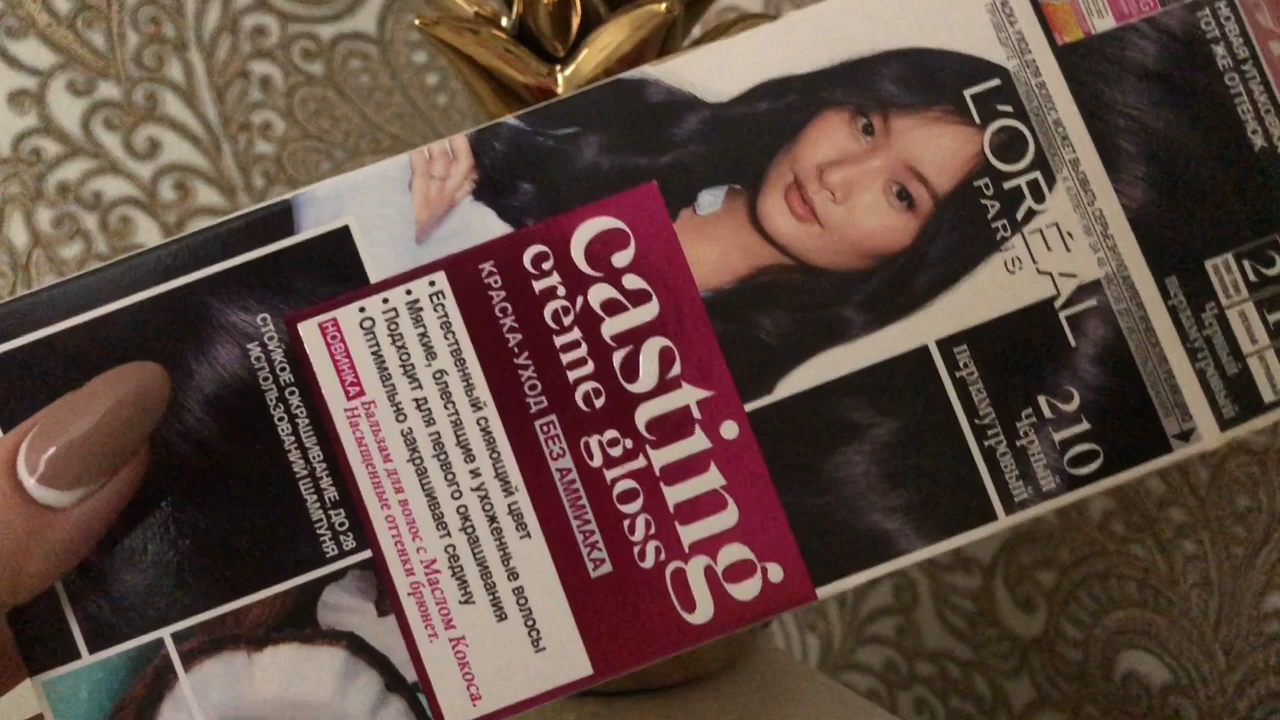 L'ORÉAL
PARIS
210
Чёрный
перламутровый
casting
crème gloss
КРАСКА-УХОД БЕЗ АММИАКА
• Естественный сияющий цвет
• Мягкие, блестящие и ухоженные волосы
• Подходит для первого окрашивания
• Оптимально закрашивает седину
НОВИНКА Бальзам для волос с Маслом Кокоса.
Насыщенные оттенки брюнет.
СТОЙКОЕ ОКРАШИВАНИЕ, ДО 28
ИСПОЛЬЗОВАНИЙ ШАМПУНЯ
НОВАЯ УПАКОВКА
ТОТ ЖЕ ОТТЕНОК
Чёрный
перламутровый